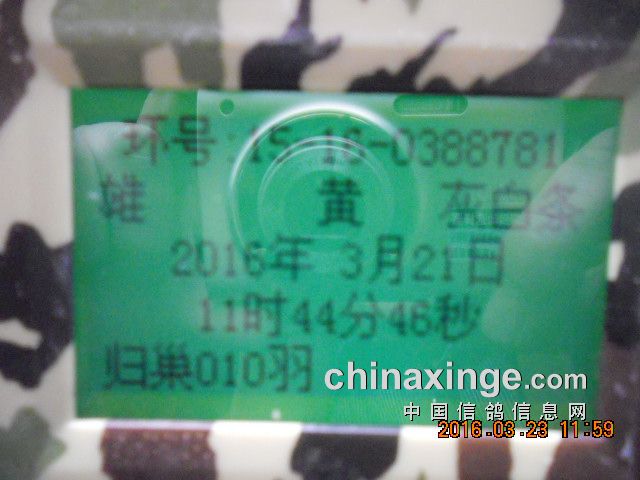 环号:15-16-0388781
雄 黄 灰白条
2016年 3月21日
11时44分46秒
归巢010羽
chinaxinge.com
中国信鸽信息网
2016.03.23 11:59